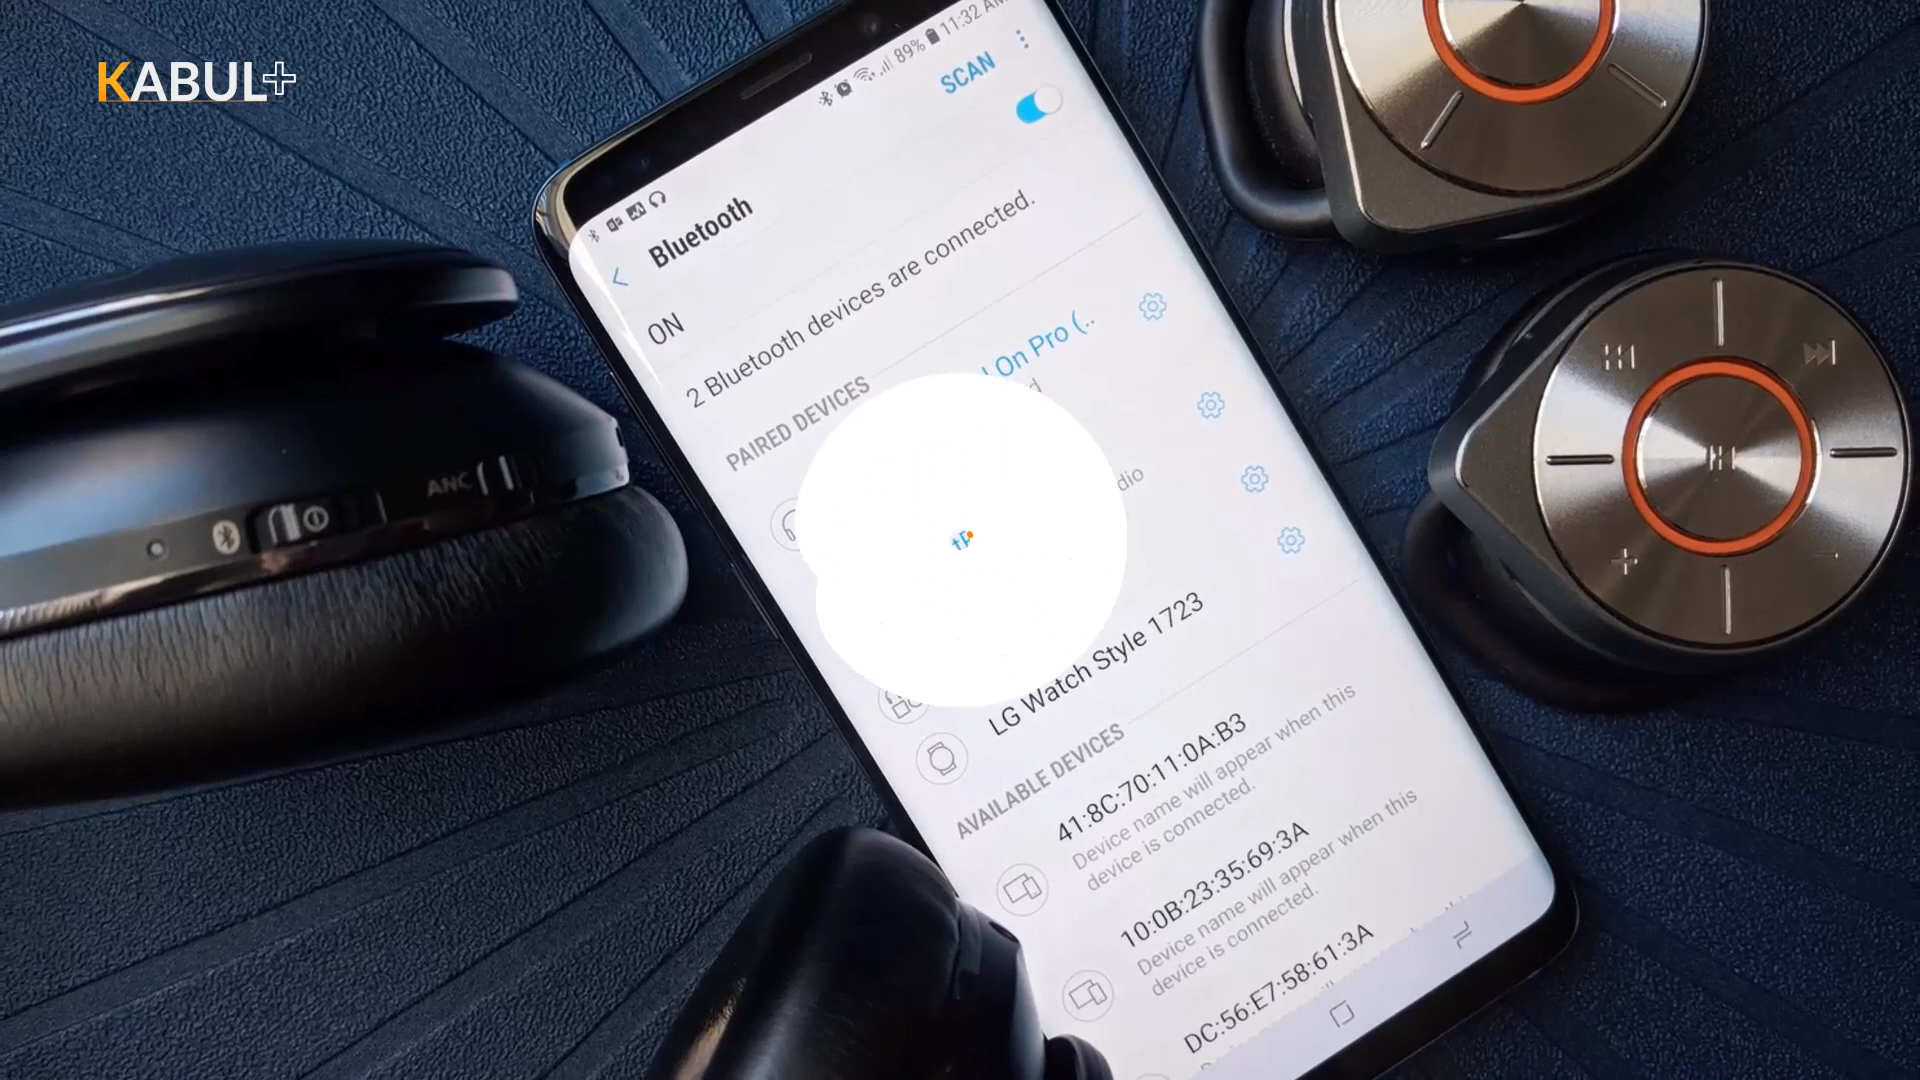 KABUL+
89% 11:32 AM
SCAN
Bluetooth
ON
2 Bluetooth devices are connected.
PAIRED DEVICES
On Pro (..
dio
LG Watch Style 1723
AVAILABLE DEVICES
41:8C:70:11:0A:B3
Device name will appear when this
device is connected.
10:0B:23:35:69:3A
Device name will appear when this
device is connected.
DC:56:E7:58:61:3A
ANC